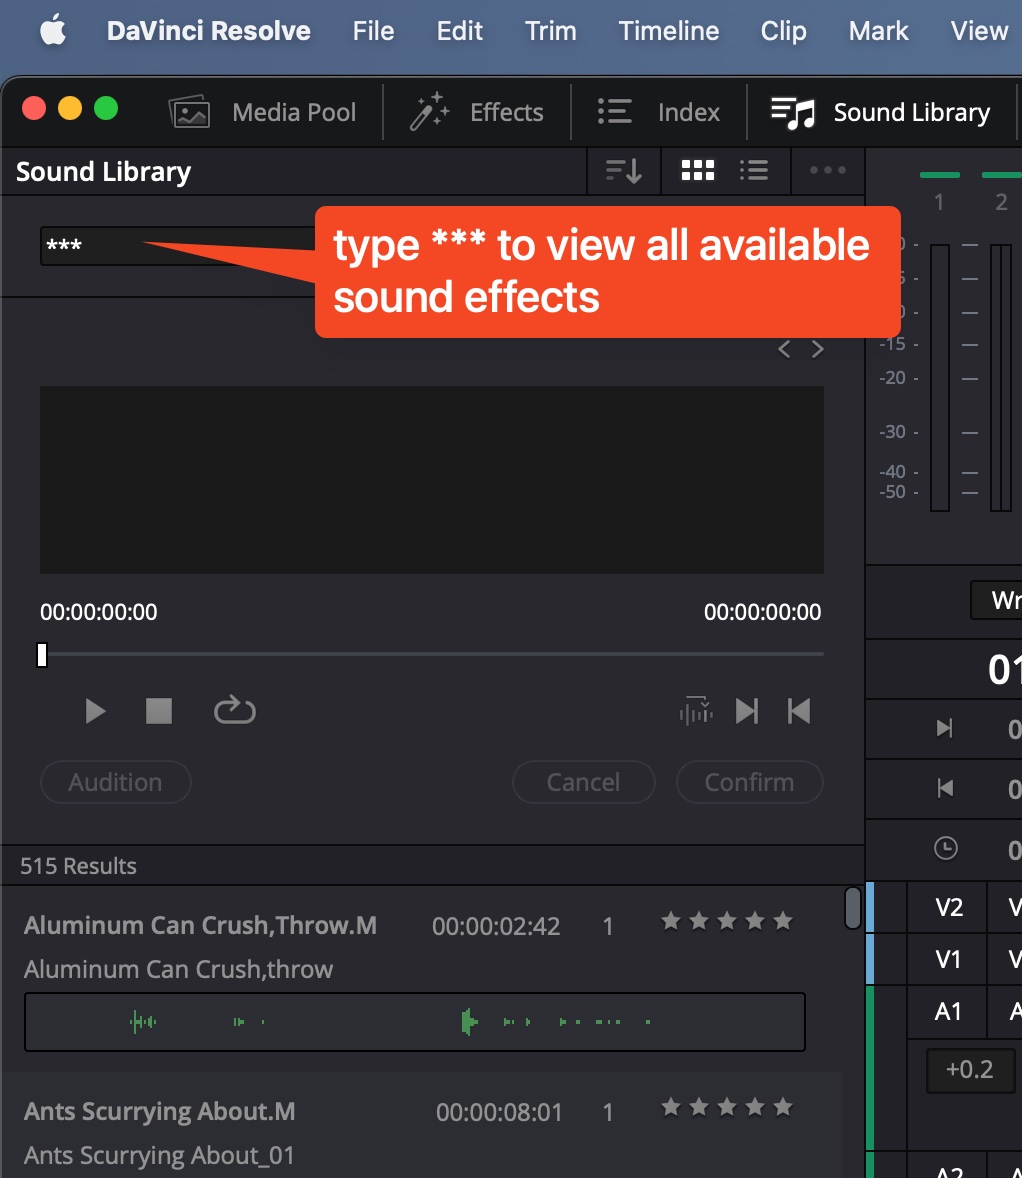 DaVinci Resolve File Edit Trim Timeline Clip Mark View
Media Pool Effects Index Sound Library
Sound Library
1 2
***
type *** to view all available
sound effects
-15
-20
-30
-40
-50
00:00:00:00 00:00:00:00
Audition Cancel Confirm
515 Results
Aluminum Can Crush,Throw.M 00:00:02:42 1
Aluminum Can Crush,throw
Ants Scurrying About.M 00:00:08:01 1
Ants Scurrying About_01
Wr
01
0
0
0
V2 V
V1 V
A1 A
+0.2
A2